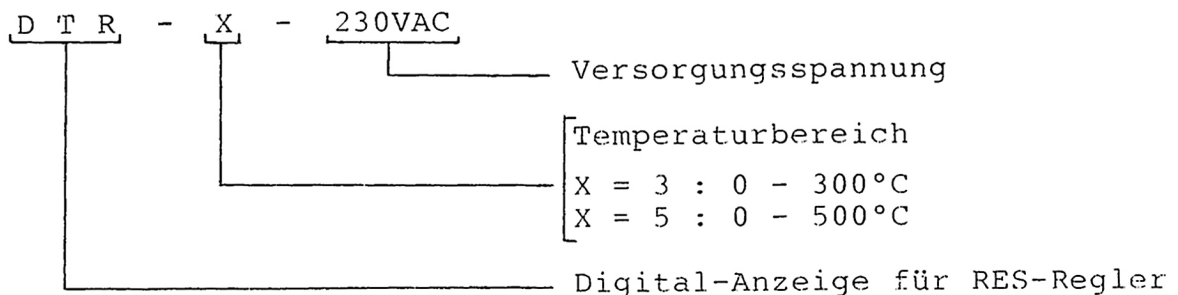 D T R - X - 230VAC
Versorgungsspannung
Temperaturbereich
X = 3 : 0 - 300°C
X = 5 : 0 - 500°C
Digital-Anzeige für RES-Regler